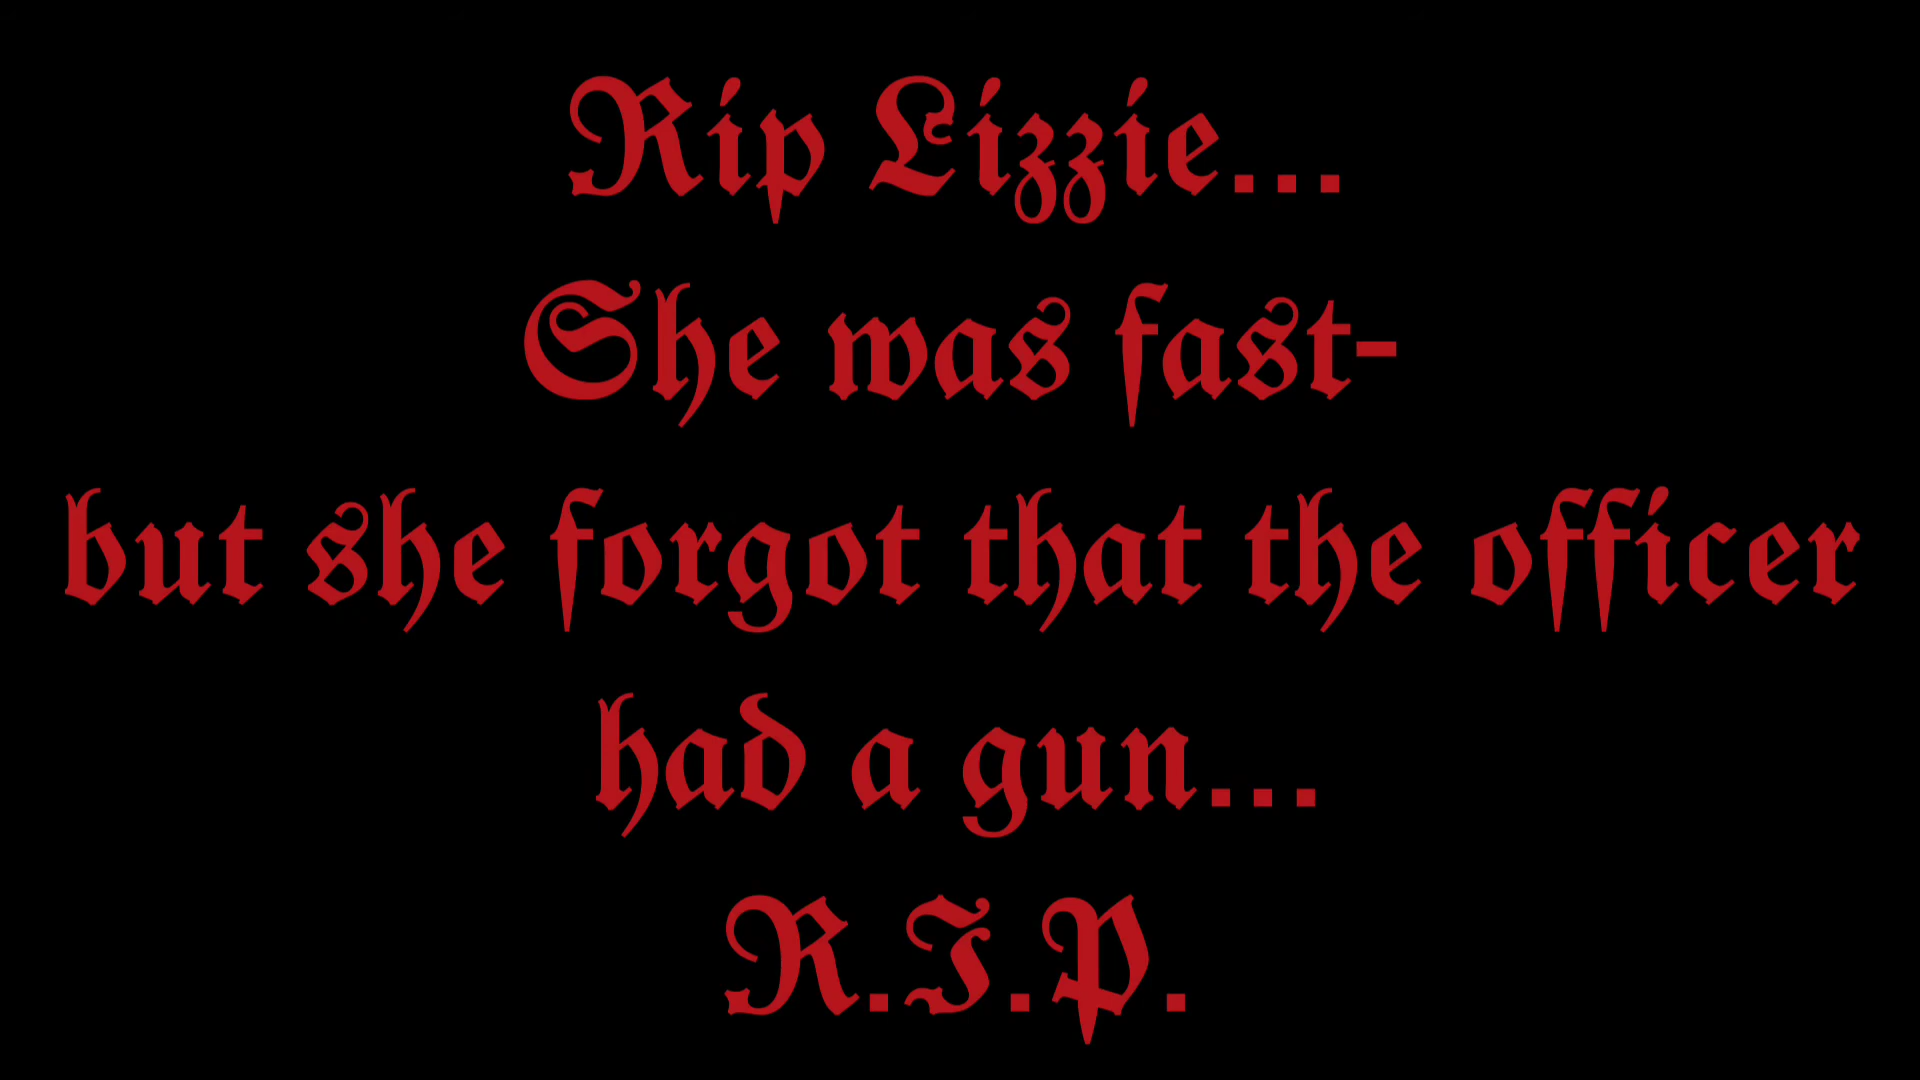 Rip Lizzie...
She was fast-
but she forgot that the officer
had a gun...
R.I.P.